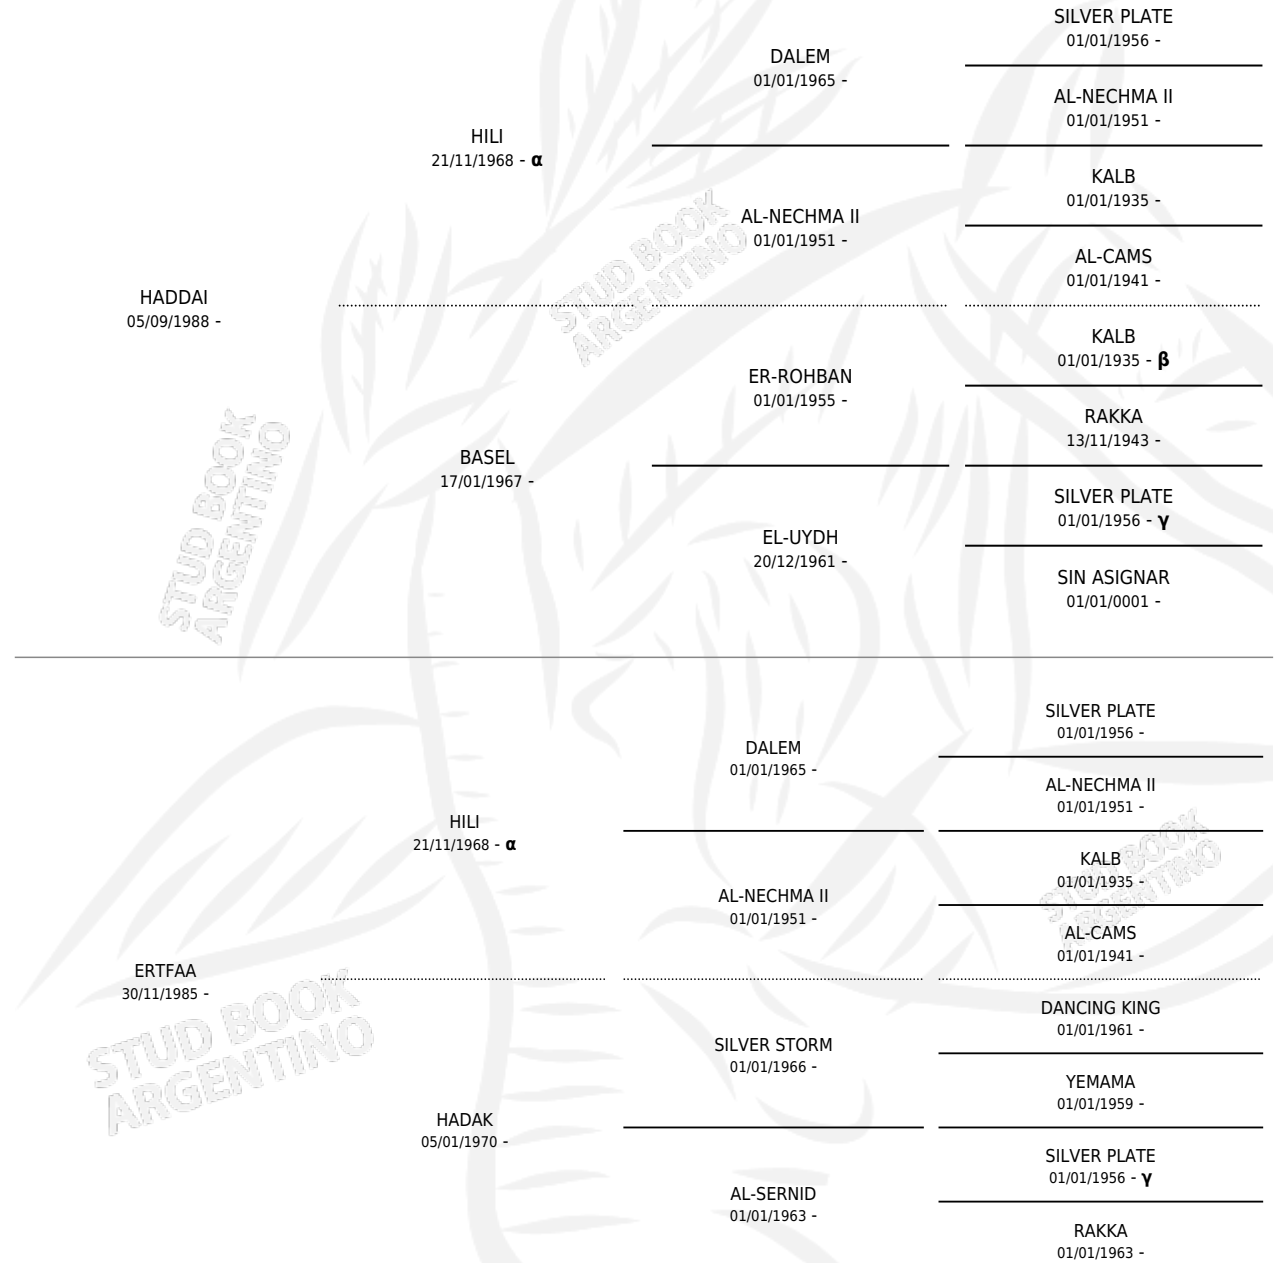 SILVER PLATE
01/01/1956 -
DALEM
01/01/1965 -
AL-NECHMA II
01/01/1951 -
HILI
21/11/1968 - α
KALB
01/01/1935 -
AL-NECHMA II
01/01/1951 -
AL-CAMS
01/01/1941 -
HADDAI
05/09/1988 -
KALB
01/01/1935 - β
ER-ROHBAN
01/01/1955 -
RAKKA
13/11/1943 -
BASEL
17/01/1967 -
SILVER PLATE
01/01/1956 - γ
EL-UYDH
20/12/1961 -
SIN ASIGNAR
01/01/0001 -
STUD BOOK
ARGENTINO
STUD BOOK
ARGENTINO
SILVER PLATE
01/01/1956 -
DALEM
01/01/1965 -
AL-NECHMA II
01/01/1951 -
HILI
21/11/1968 - α
KALB
01/01/1935 -
AL-NECHMA II
01/01/1951 -
AL-CAMS
01/01/1941 -
ERTFAA
30/11/1985 -
DANCING KING
01/01/1961 -
SILVER STORM
01/01/1966 -
YEMAMA
01/01/1959 -
HADAK
05/01/1970 -
SILVER PLATE
01/01/1956 - γ
AL-SERNID
01/01/1963 -
RAKKA
01/01/1963 -
STUD BOOK
ARGENTINO
STUD BOOK
ARGENTINO